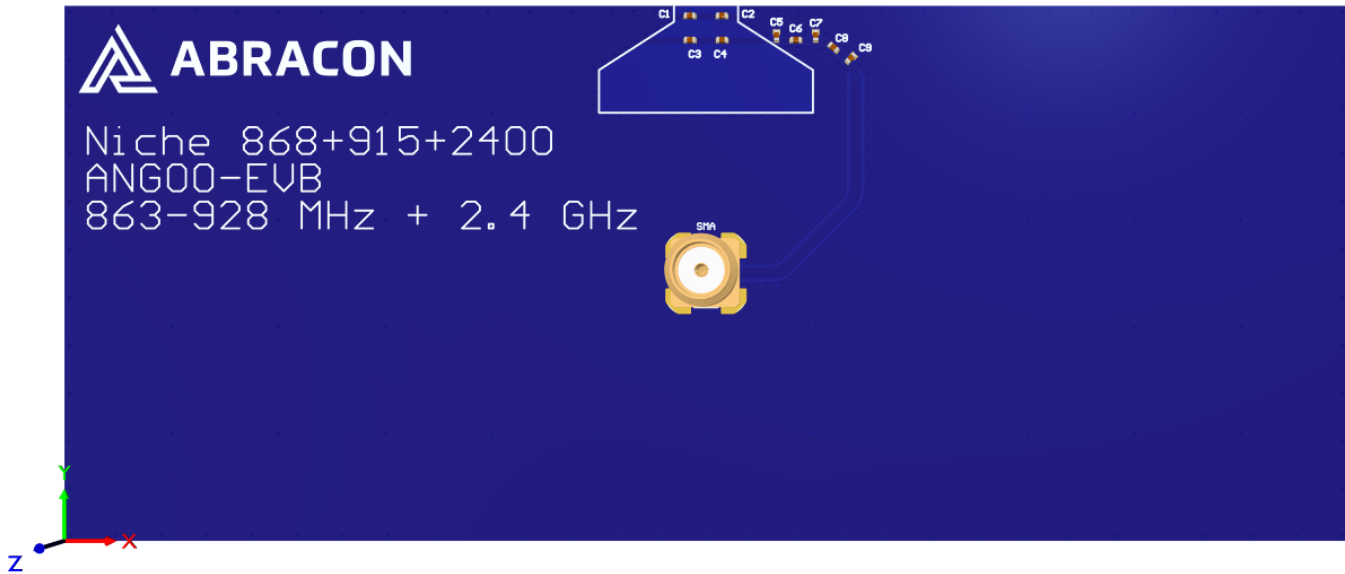 C1
C2
C5
C7
C6
C8
C9
C3
C4
ABRACON
Niche 868+915+2400
ANG00-EVB
863-928 MHz + 2.4 GHz
SMA
Y
X
Z